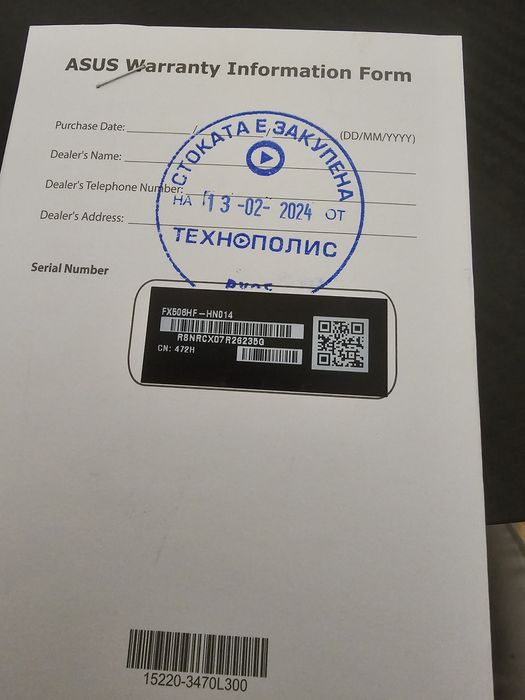 ASUS Warranty Information Form
Purchase Date: / / (DD/MM/YYYY)
Dealer's Name:
Dealer's Telephone Number:
Dealer's Address:
СТОКАТА Е ЗАКУПЕНА
НА 13-02-2024 ОТ
ТЕХНОПОЛИС
Serial Number
FX506HF-HN014
R8NRCX07R26235G
CN: 472H
15220-3470L300